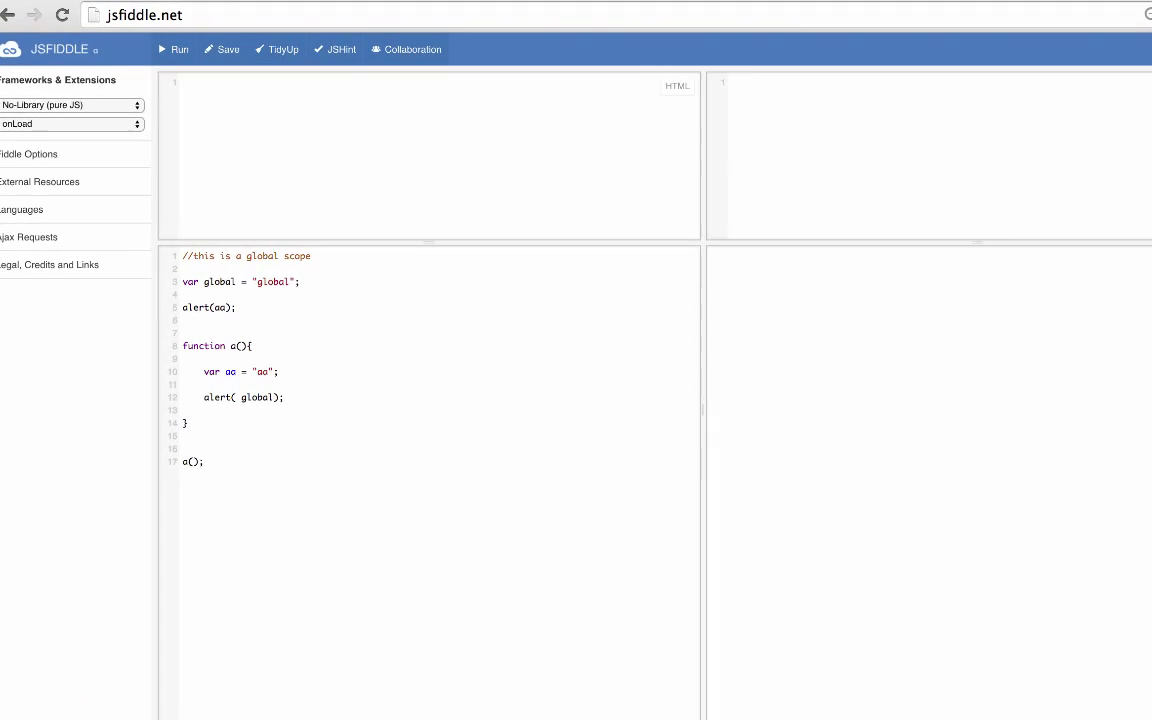 jsfiddle.net
JSFIDDLE α
Run Save TidyUp JSHint Collaboration
Frameworks & Extensions
No-Library (pure JS)
onLoad
Fiddle Options
External Resources
Languages
Ajax Requests
Legal, Credits and Links
1
HTML
1
1 //this is a global scope
2
3 var global = "global";
4
5 alert(aa);
6
7
8 function a(){
9
10 var aa = "aa";
11
12 alert( global);
13
14 }
15
16
17 a();